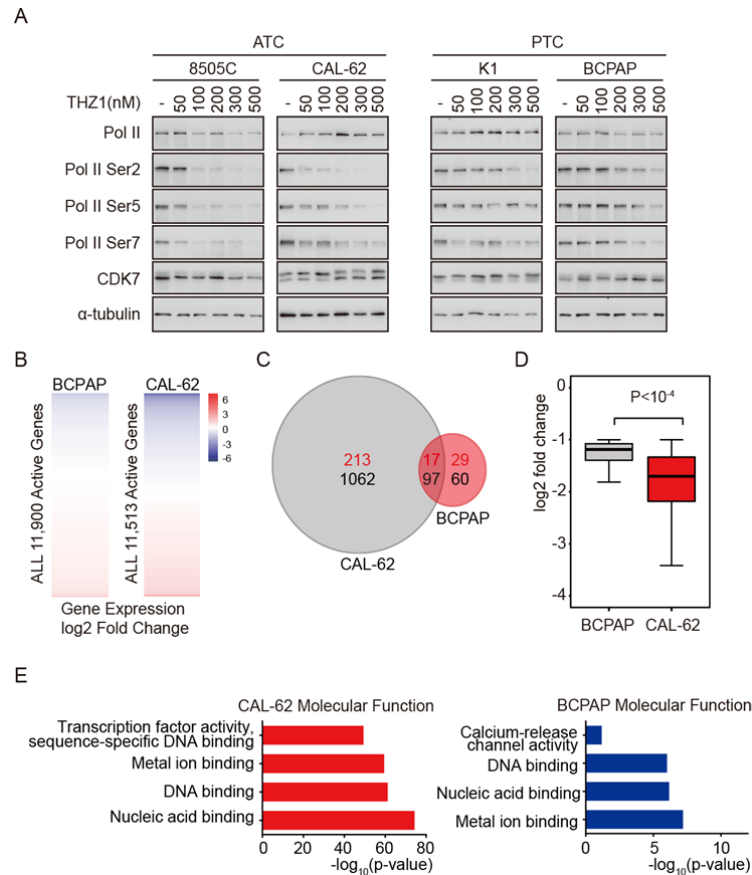 A
ATC
PTC
8505C
CAL-62
K1
BCPAP
THZ1(nM)
- 50 100 200 300 500
- 50 100 200 300 500
- 50 100 200 300 500
- 50 100 200 300 500
Pol II
Pol II Ser2
Pol II Ser5
Pol II Ser7
CDK7
α-tubulin
B
BCPAP
CAL-62
ALL 11,900 Active Genes
ALL 11,513 Active Genes
6
3
0
-3
-6
Gene Expression
log2 Fold Change
C
213
1062
17
97
29
60
BCPAP
CAL-62
D
P<10-4
log2 fold change
0
-1
-2
-3
-4
BCPAP
CAL-62
E
CAL-62 Molecular Function
Transcription factor activity,
sequence-specific DNA binding
Metal ion binding
DNA binding
Nucleic acid binding
0 20 40 60 80
-log10(p-value)
BCPAP Molecular Function
Calcium-release
channel activity
DNA binding
Nucleic acid binding
Metal ion binding
0 5 10
-log10(p-value)